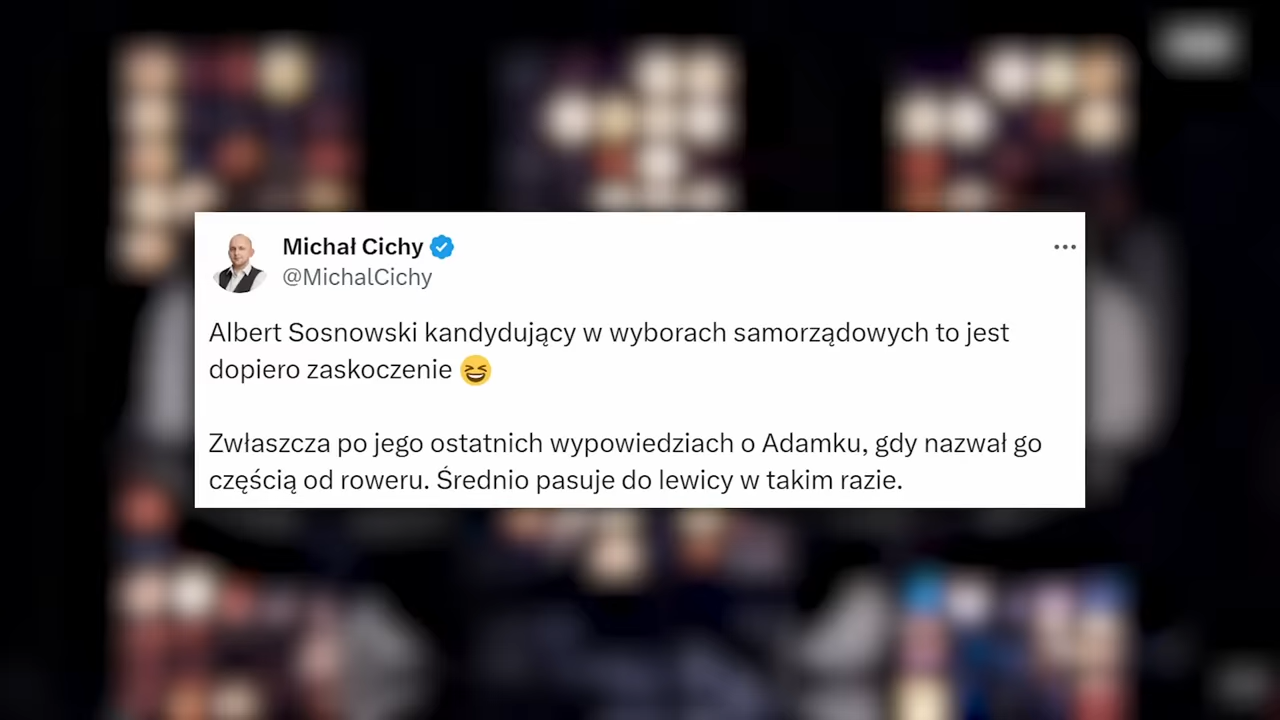 Michał Cichy
@MichalCichy
Albert Sosnowski kandydujący w wyborach samorządowych to jest
dopiero zaskoczenie 😆
Zwłaszcza po jego ostatnich wypowiedziach o Adamku, gdy nazwał go
częścią od roweru. Średnio pasuje do lewicy w takim razie.